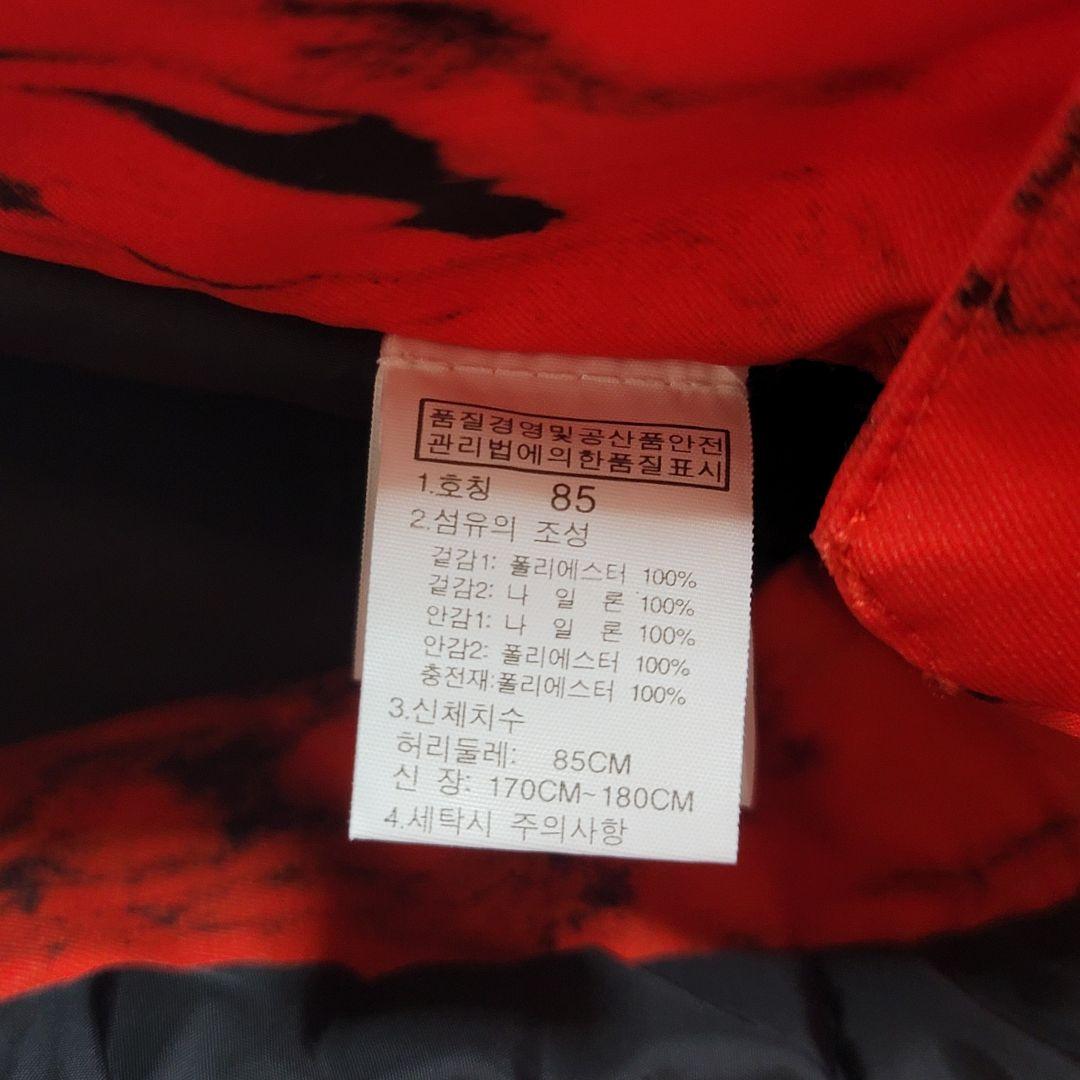 품질경영및공산품안전
관리법에의한품질표시
1.호칭 85
2.섬유의 조성
겉감1: 폴리에스터 100%
겉감2: 나 일 론 100%
안감1: 나 일 론 100%
안감2: 폴리에스터 100%
충전재:폴리에스터 100%
3.신체치수
허리둘레: 85CM
신 장: 170CM~180CM
4.세탁시 주의사항